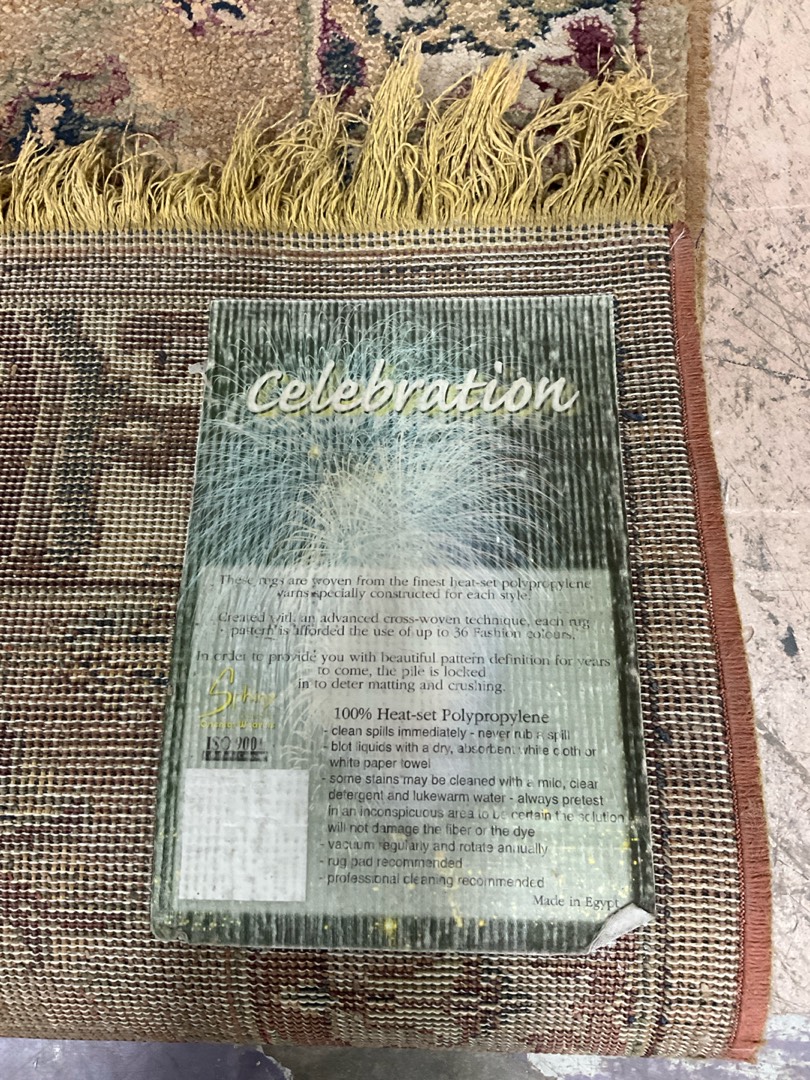 Celebration
These rugs are woven from the finest heat-set polypropylene
yarns specially constructed for each style.
Created with an advanced cross-woven technique, each rug
pattern is afforded the use of up to 36 Fashion colours.
In order to provide you with beautiful pattern definition for years
to come, the pile is locked
in to deter matting and crushing.
ISO 9001
100% Heat-set Polypropylene
- clean spills immediately - never rub a spill
- blot liquids with a dry, absorbent white cloth or
white paper towel
- some stains may be cleaned with a mild, clear
detergent and lukewarm water - always pretest
in an inconspicuous area to be certain the solution
will not damage the fiber or the dye
- vacuum regularly and rotate annually
- rug pad recommended
- professional cleaning recommended
Made in Egypt